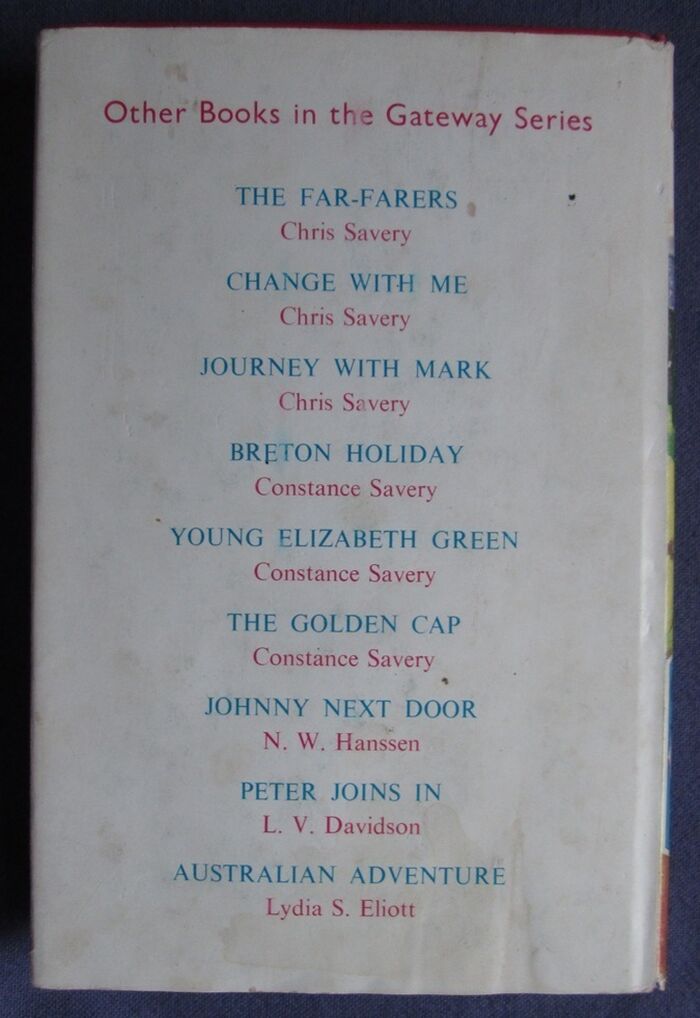 Other Books in the Gateway Series
THE FAR-FARERS
Chris Savery
CHANGE WITH ME
Chris Savery
JOURNEY WITH MARK
Chris Savery
BRETON HOLIDAY
Constance Savery
YOUNG ELIZABETH GREEN
Constance Savery
THE GOLDEN CAP
Constance Savery
JOHNNY NEXT DOOR
N. W. Hanssen
PETER JOINS IN
L. V. Davidson
AUSTRALIAN ADVENTURE
Lydia S. Eliott